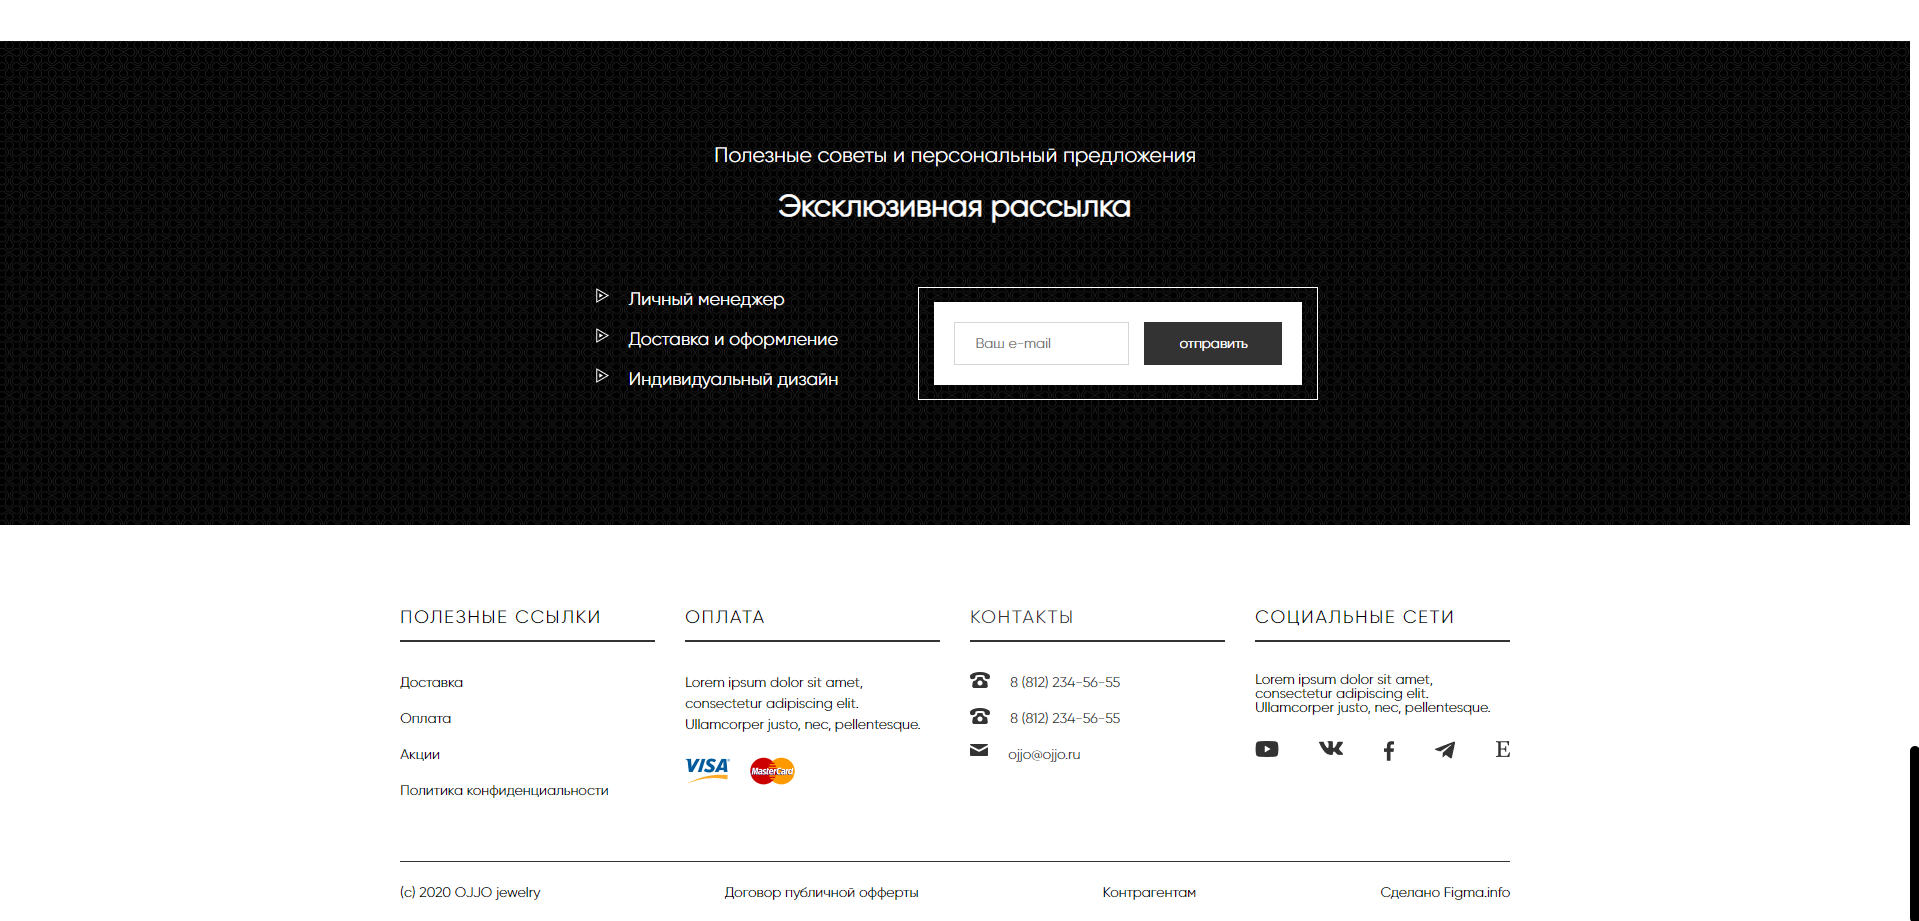 Полезные советы и персональный предложения
Эксклюзивная рассылка
Личный менеджер
Доставка и оформление
Индивидуальный дизайн
Ваш e-mail
отправить
ПОЛЕЗНЫЕ ССЫЛКИ
Доставка
Оплата
Акции
Политика конфиденциальности
ОПЛАТА
Lorem ipsum dolor sit amet,
consectetur adipiscing elit.
Ullamcorper justo, nec, pellentesque.
VISA
MasterCard
КОНТАКТЫ
8 (812) 234-56-55
8 (812) 234-56-55
ojjo@ojjo.ru
СОЦИАЛЬНЫЕ СЕТИ
Lorem ipsum dolor sit amet,
consectetur adipiscing elit.
Ullamcorper justo, nec, pellentesque.
(c) 2020 OJJO jewelry
Договор публичной офферты
Контрагентам
Сделано Figma.info